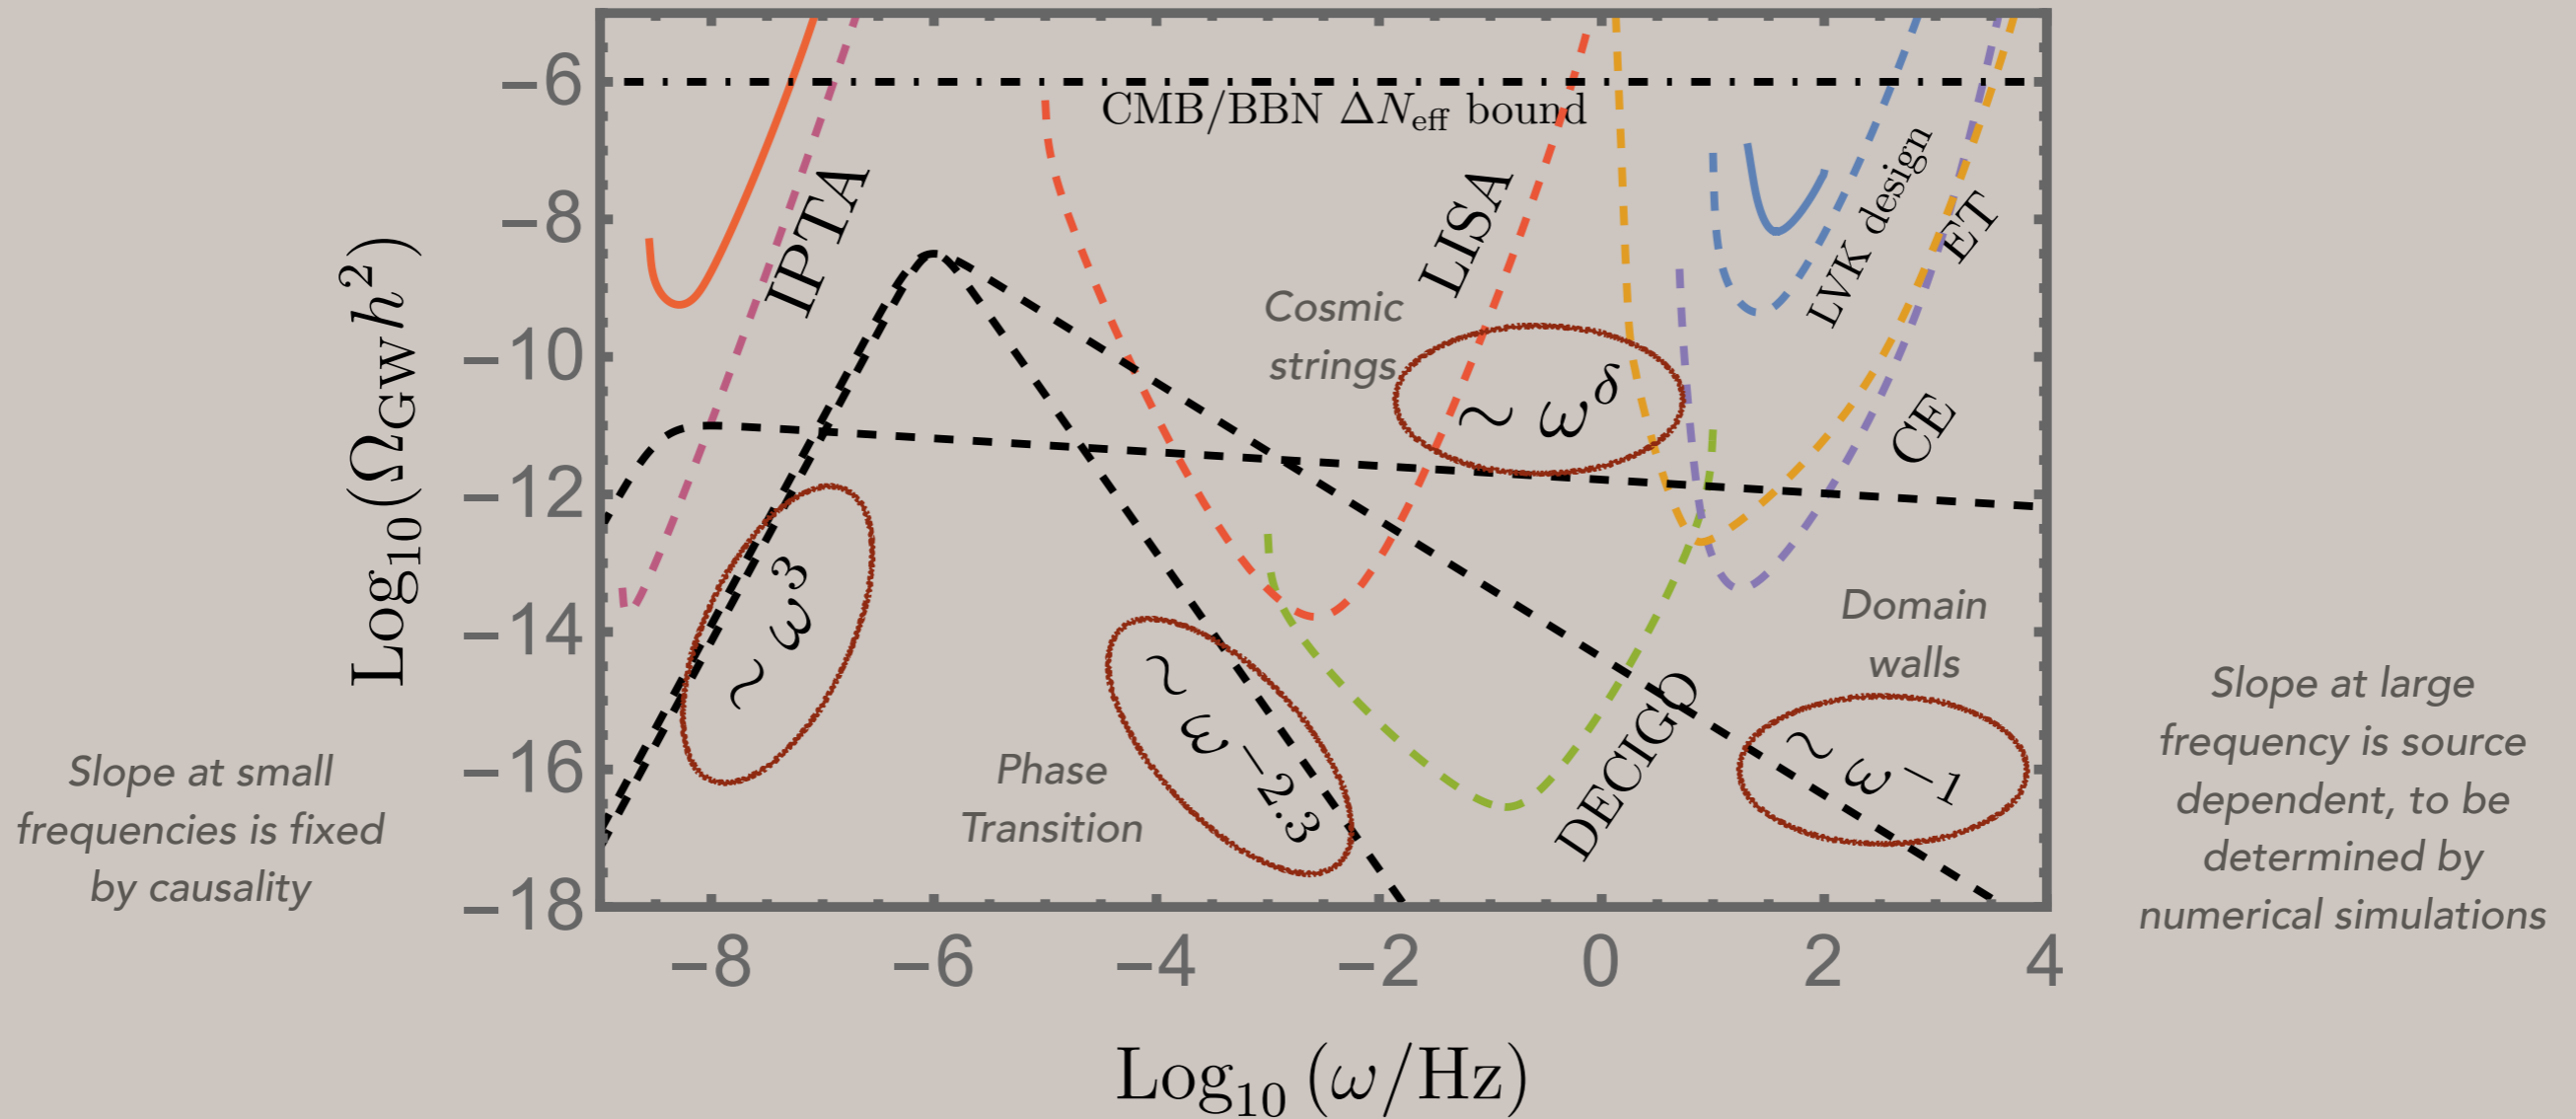 −6
−8
−10
−12
−14
−16
−18
Log₁₀(Ω_GW h²)
CMB/BBN ΔN_eff bound
IPTA
LISA
LVK design
ET
CE
DECIGO
Cosmic
strings
~ ω^δ
~ ω³
Phase
Transition
~ ω^−2.3
Domain
walls
~ ω^−1
Slope at small
frequencies is fixed
by causality
Slope at large
frequency is source
dependent, to be
determined by
numerical simulations
−8 −6 −4 −2 0 2 4
Log₁₀ (ω/Hz)